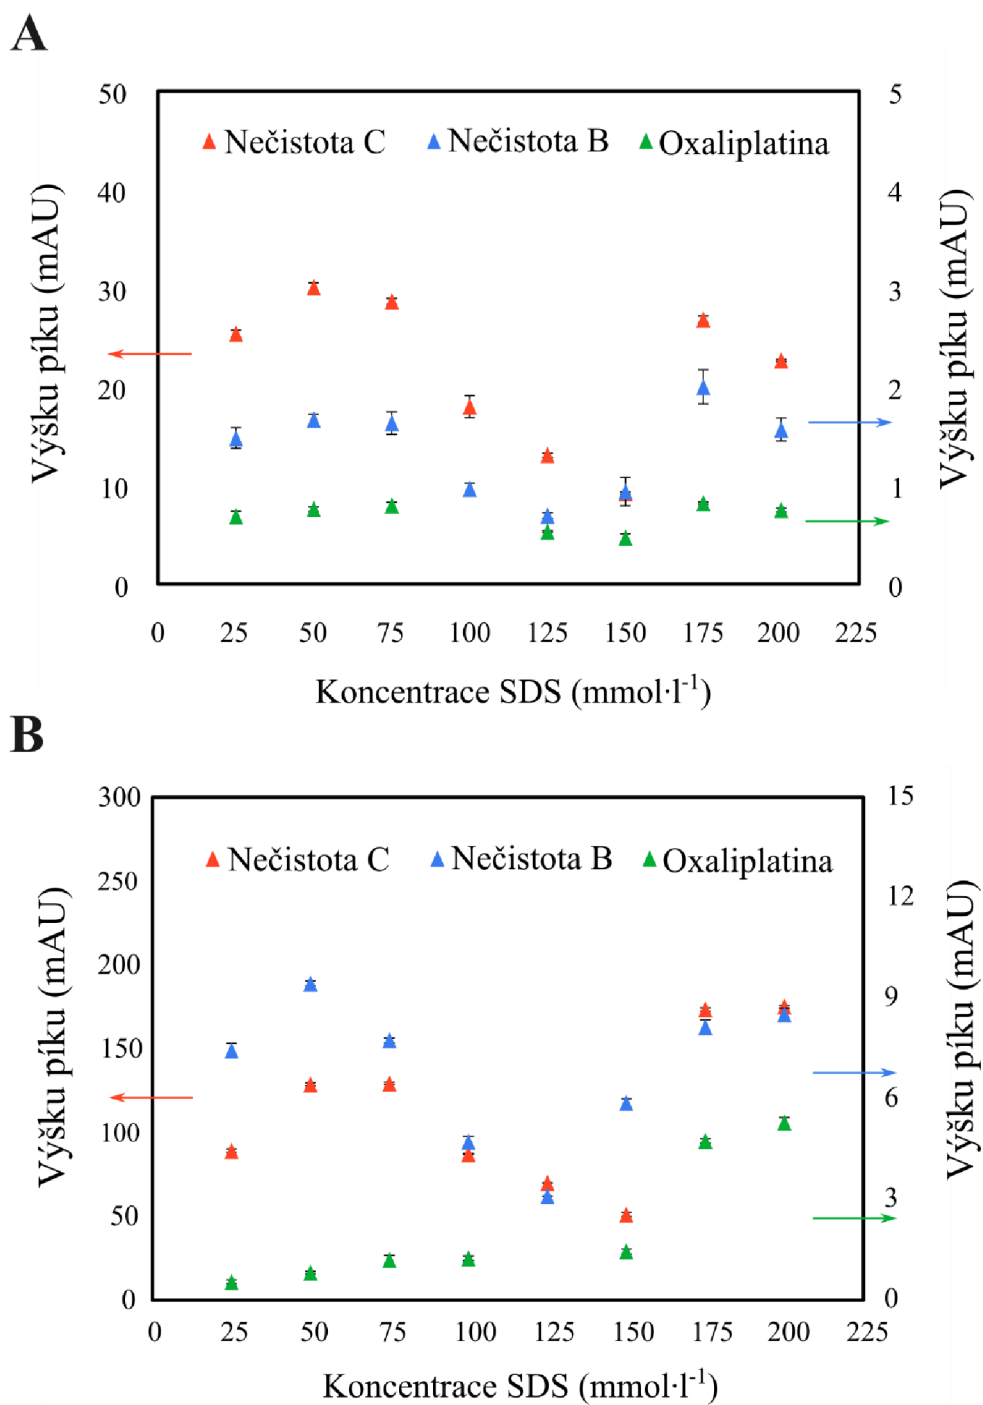 A
50
40
30
20
10
0
5
4
3
2
1
0
Nečistota C
Nečistota B
Oxaliplatina
Výšku píku (mAU)
Výšku píku (mAU)
0 25 50 75 100 125 150 175 200 225
Koncentrace SDS (mmol·l⁻¹)
B
300
250
200
150
100
50
0
15
12
9
6
3
0
Nečistota C
Nečistota B
Oxaliplatina
Výšku píku (mAU)
Výšku píku (mAU)
0 25 50 75 100 125 150 175 200 225
Koncentrace SDS (mmol·l⁻¹)